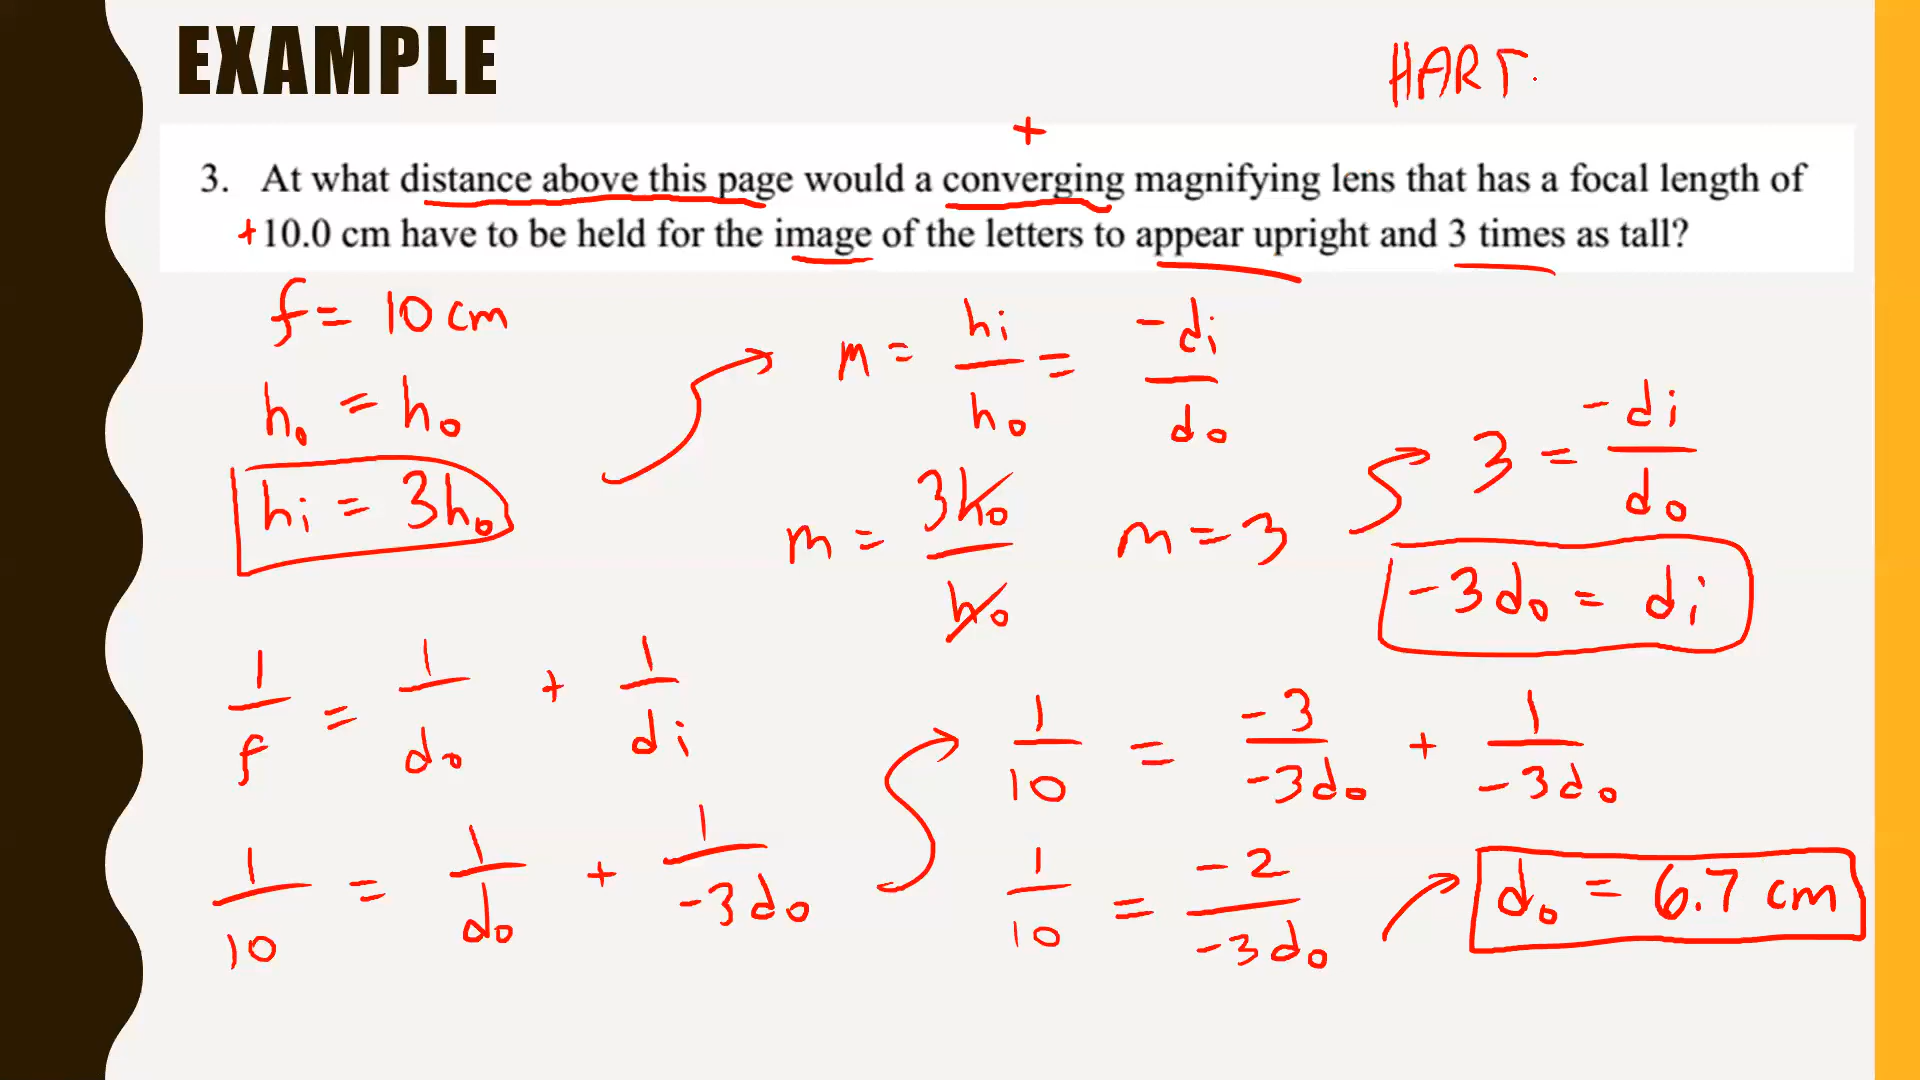 EXAMPLE
HART.
+
3. At what distance above this page would a converging magnifying lens that has a focal length of
+10.0 cm have to be held for the image of the letters to appear upright and 3 times as tall?
f = 10 cm
h₀ = h₀
hi = 3h₀
m = hi/h₀ = -di/d₀
m = 3h₀/h₀
m = 3
3 = -di/d₀
-3d₀ = di
1/f = 1/d₀ + 1/di
1/10 = 1/d₀ + 1/-3d₀
1/10 = -3/-3d₀ + 1/-3d₀
1/10 = -2/-3d₀
d₀ = 6.7 cm